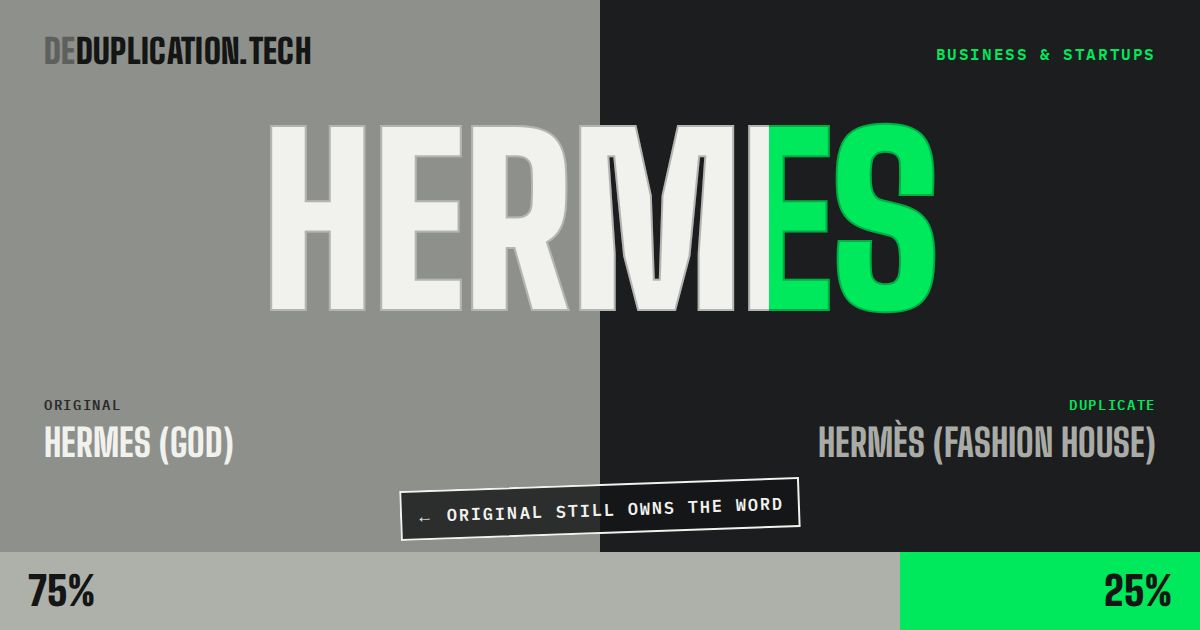 DEDUPLICATION.TECH
BUSINESS & STARTUPS
HERMES
ORIGINAL
HERMES (GOD)
DUPLICATE
HERMÈS (FASHION HOUSE)
← ORIGINAL STILL OWNS THE WORD
75%
25%